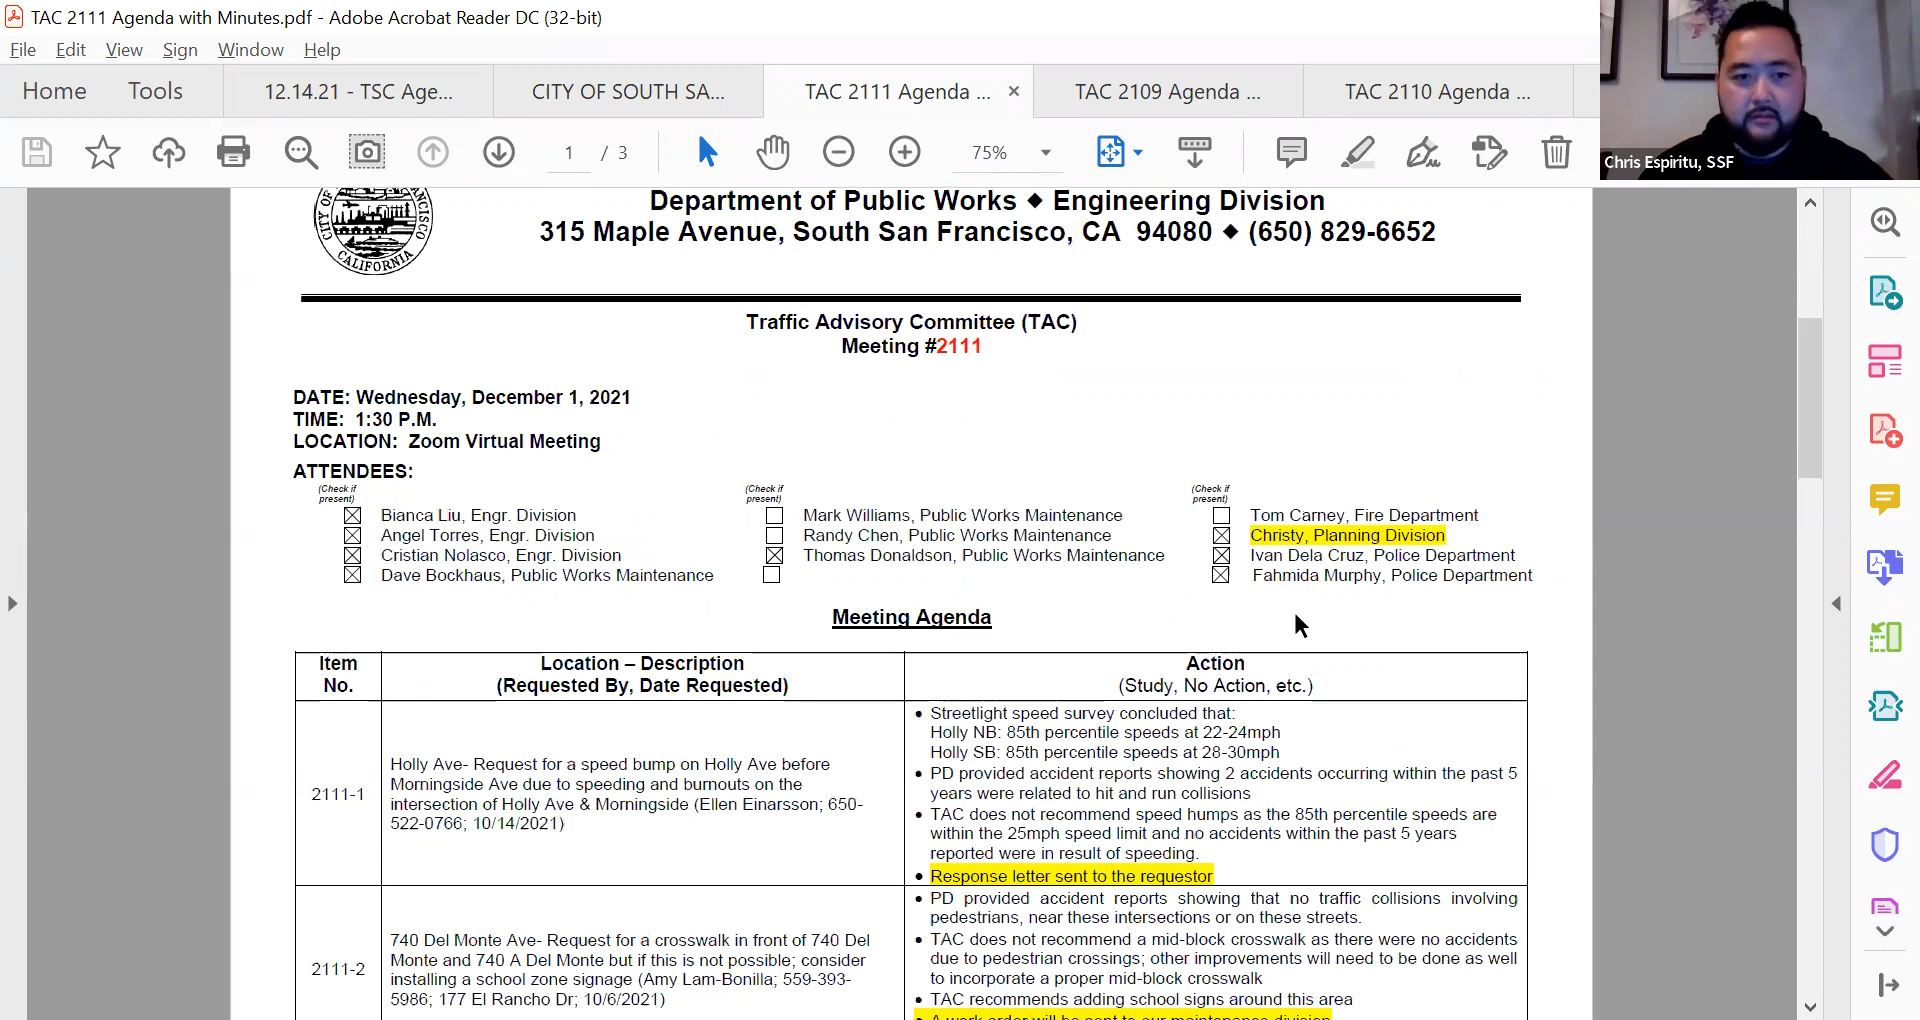 TAC 2111 Agenda with Minutes.pdf - Adobe Acrobat Reader DC (32-bit)
File Edit View Sign Window Help
Home Tools 12.14.21 - TSC Age... CITY OF SOUTH SA... TAC 2111 Agenda ... × TAC 2109 Agenda ... TAC 2110 Agenda ...
1 / 3 75%
Chris Espiritu, SSF
CALIFORNIA
Department of Public Works ◆ Engineering Division
315 Maple Avenue, South San Francisco, CA 94080 ◆ (650) 829-6652
Traffic Advisory Committee (TAC)
Meeting #2111
DATE: Wednesday, December 1, 2021
TIME: 1:30 P.M.
LOCATION: Zoom Virtual Meeting
ATTENDEES:
(Check if present) (Check if present) (Check if present)
☒ Bianca Liu, Engr. Division ☐ Mark Williams, Public Works Maintenance ☐ Tom Carney, Fire Department
☒ Angel Torres, Engr. Division ☐ Randy Chen, Public Works Maintenance ☒ Christy, Planning Division
☒ Cristian Nolasco, Engr. Division ☒ Thomas Donaldson, Public Works Maintenance ☒ Ivan Dela Cruz, Police Department
☒ Dave Bockhaus, Public Works Maintenance ☐ ☒ Fahmida Murphy, Police Department
Meeting Agenda
Item No.
Location – Description
(Requested By, Date Requested)
Action
(Study, No Action, etc.)
2111-1
Holly Ave- Request for a speed bump on Holly Ave before
Morningside Ave due to speeding and burnouts on the
intersection of Holly Ave & Morningside (Ellen Einarsson; 650-
522-0766; 10/14/2021)
• Streetlight speed survey concluded that:
Holly NB: 85th percentile speeds at 22-24mph
Holly SB: 85th percentile speeds at 28-30mph
• PD provided accident reports showing 2 accidents occurring within the past 5
years were related to hit and run collisions
• TAC does not recommend speed humps as the 85th percentile speeds are
within the 25mph speed limit and no accidents within the past 5 years
reported were in result of speeding.
• Response letter sent to the requestor
2111-2
740 Del Monte Ave- Request for a crosswalk in front of 740 Del
Monte and 740 A Del Monte but if this is not possible; consider
installing a school zone signage (Amy Lam-Bonilla; 559-393-
5986; 177 El Rancho Dr; 10/6/2021)
• PD provided accident reports showing that no traffic collisions involving
pedestrians, near these intersections or on these streets.
• TAC does not recommend a mid-block crosswalk as there were no accidents
due to pedestrian crossings; other improvements will need to be done as well
to incorporate a proper mid-block crosswalk
• TAC recommends adding school signs around this area
• A work order will be sent to our maintenance division